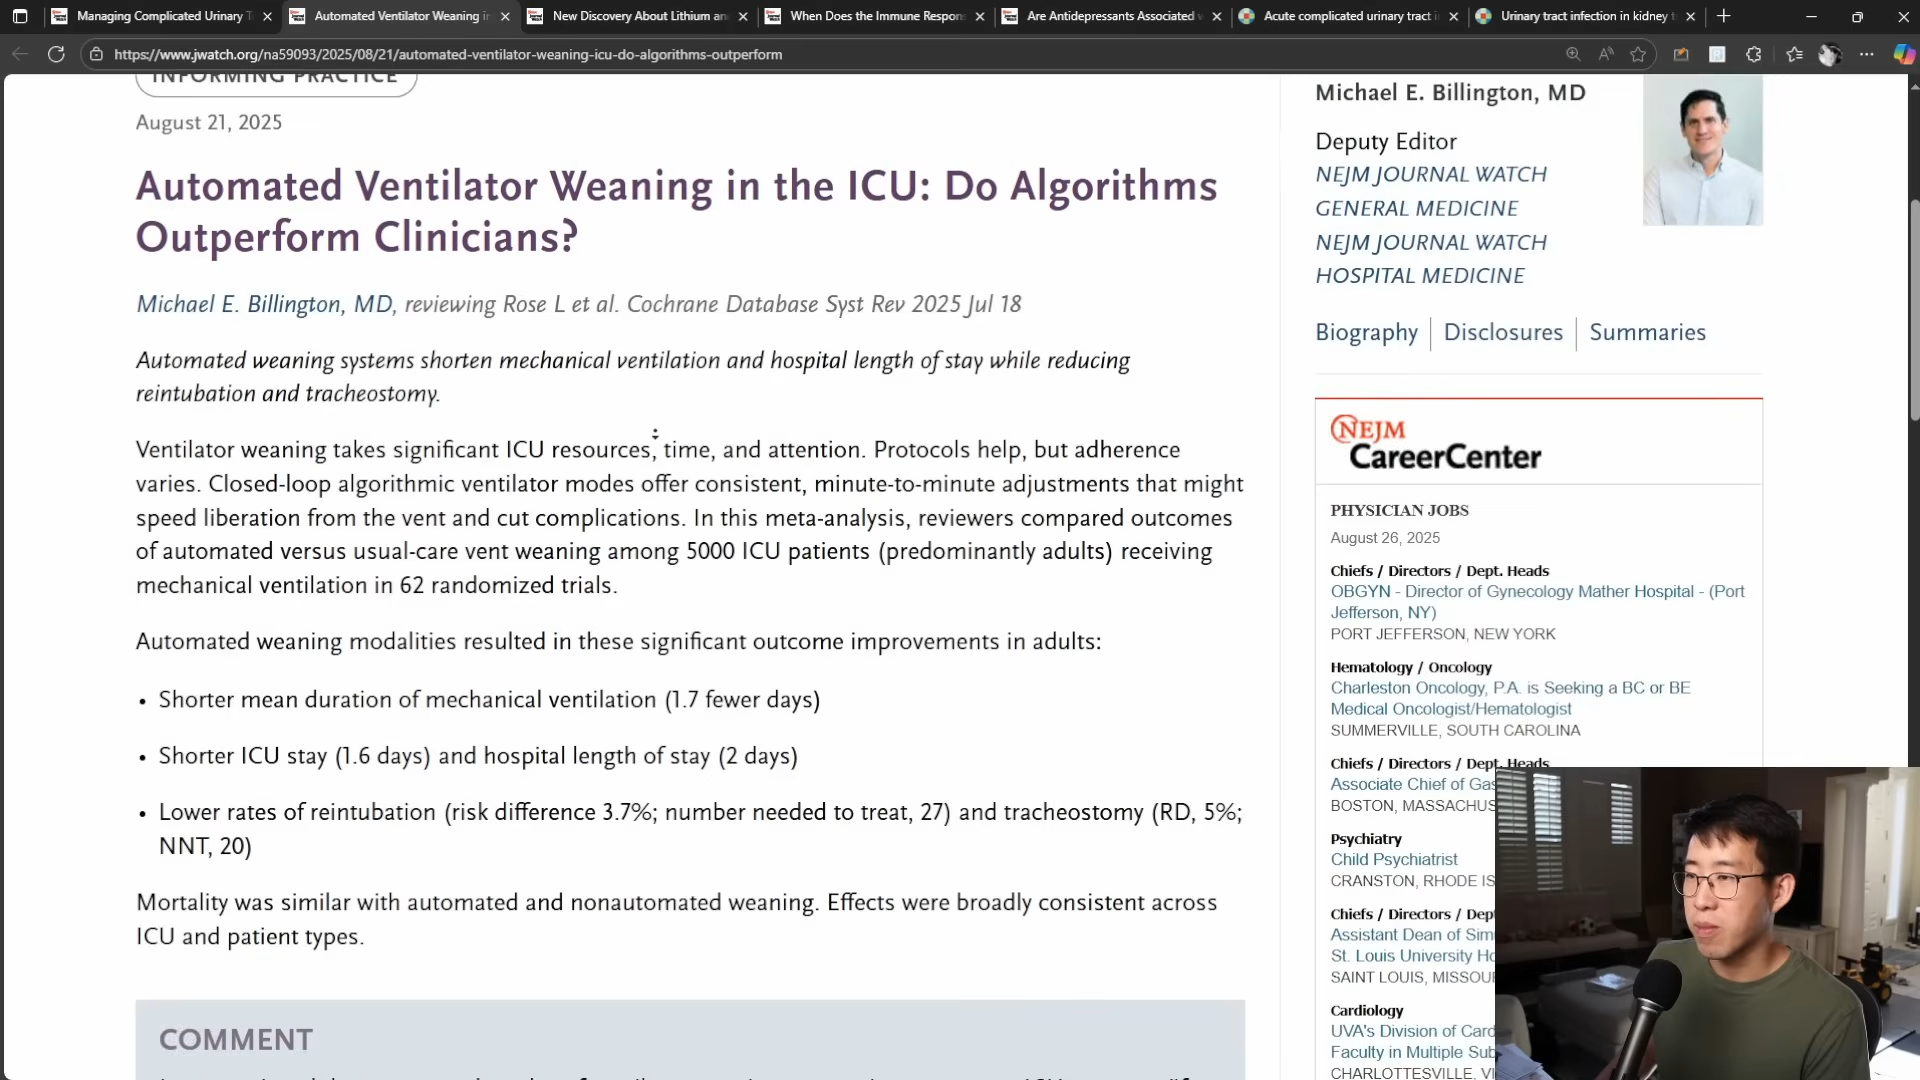 Managing Complicated Urinary
Automated Ventilator Weaning in
New Discovery About Lithium an
When Does the Immune Respon
Are Antidepressants Associated
Acute complicated urinary tract i
Urinary tract infection in kidney
https://www.jwatch.org/na59093/2025/08/21/automated-ventilator-weaning-icu-do-algorithms-outperform
INFORMING PRACTICE
August 21, 2025
Automated Ventilator Weaning in the ICU: Do Algorithms
Outperform Clinicians?
Michael E. Billington, MD, reviewing Rose L et al. Cochrane Database Syst Rev 2025 Jul 18
Automated weaning systems shorten mechanical ventilation and hospital length of stay while reducing
reintubation and tracheostomy.
Ventilator weaning takes significant ICU resources, time, and attention. Protocols help, but adherence
varies. Closed-loop algorithmic ventilator modes offer consistent, minute-to-minute adjustments that might
speed liberation from the vent and cut complications. In this meta-analysis, reviewers compared outcomes
of automated versus usual-care vent weaning among 5000 ICU patients (predominantly adults) receiving
mechanical ventilation in 62 randomized trials.
Automated weaning modalities resulted in these significant outcome improvements in adults:
• Shorter mean duration of mechanical ventilation (1.7 fewer days)
• Shorter ICU stay (1.6 days) and hospital length of stay (2 days)
• Lower rates of reintubation (risk difference 3.7%; number needed to treat, 27) and tracheostomy (RD, 5%;
NNT, 20)
Mortality was similar with automated and nonautomated weaning. Effects were broadly consistent across
ICU and patient types.
COMMENT
Michael E. Billington, MD
Deputy Editor
NEJM JOURNAL WATCH
GENERAL MEDICINE
NEJM JOURNAL WATCH
HOSPITAL MEDICINE
Biography | Disclosures | Summaries
NEJM
CareerCenter
PHYSICIAN JOBS
August 26, 2025
Chiefs / Directors / Dept. Heads
OBGYN - Director of Gynecology Mather Hospital - (Port
Jefferson, NY)
PORT JEFFERSON, NEW YORK
Hematology / Oncology
Charleston Oncology, P.A. is Seeking a BC or BE
Medical Oncologist/Hematologist
SUMMERVILLE, SOUTH CAROLINA
Chiefs / Directors / Dept. Heads
Associate Chief of Gas
BOSTON, MASSACHUS
Psychiatry
Child Psychiatrist
CRANSTON, RHODE IS
Chiefs / Directors / Dep
Assistant Dean of Sim
St. Louis University Ho
SAINT LOUIS, MISSOU
Cardiology
UVA's Division of Card
Faculty in Multiple Sub
CHARLOTTESVILLE, V